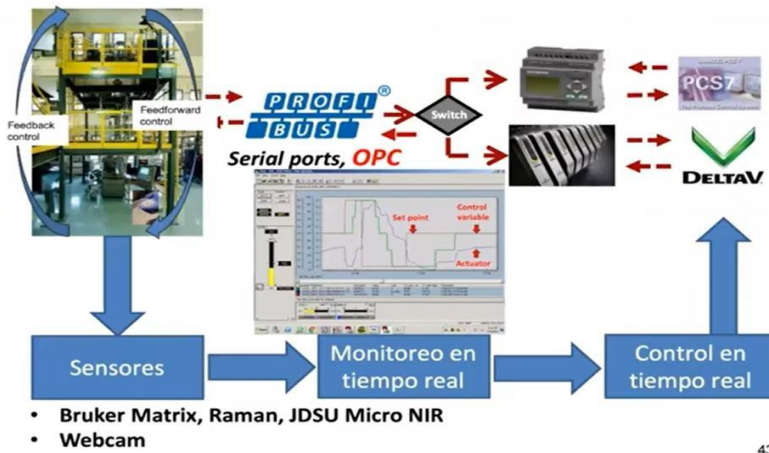 Feedback
control
Feedforward
control
PROFI
BUS®
Serial ports, OPC
Switch
PCS7
DELTAV
Set point
Control
variable
Actuator
Sensores
Monitoreo en
tiempo real
Control en
tiempo real
• Bruker Matrix, Raman, JDSU Micro NIR
• Webcam